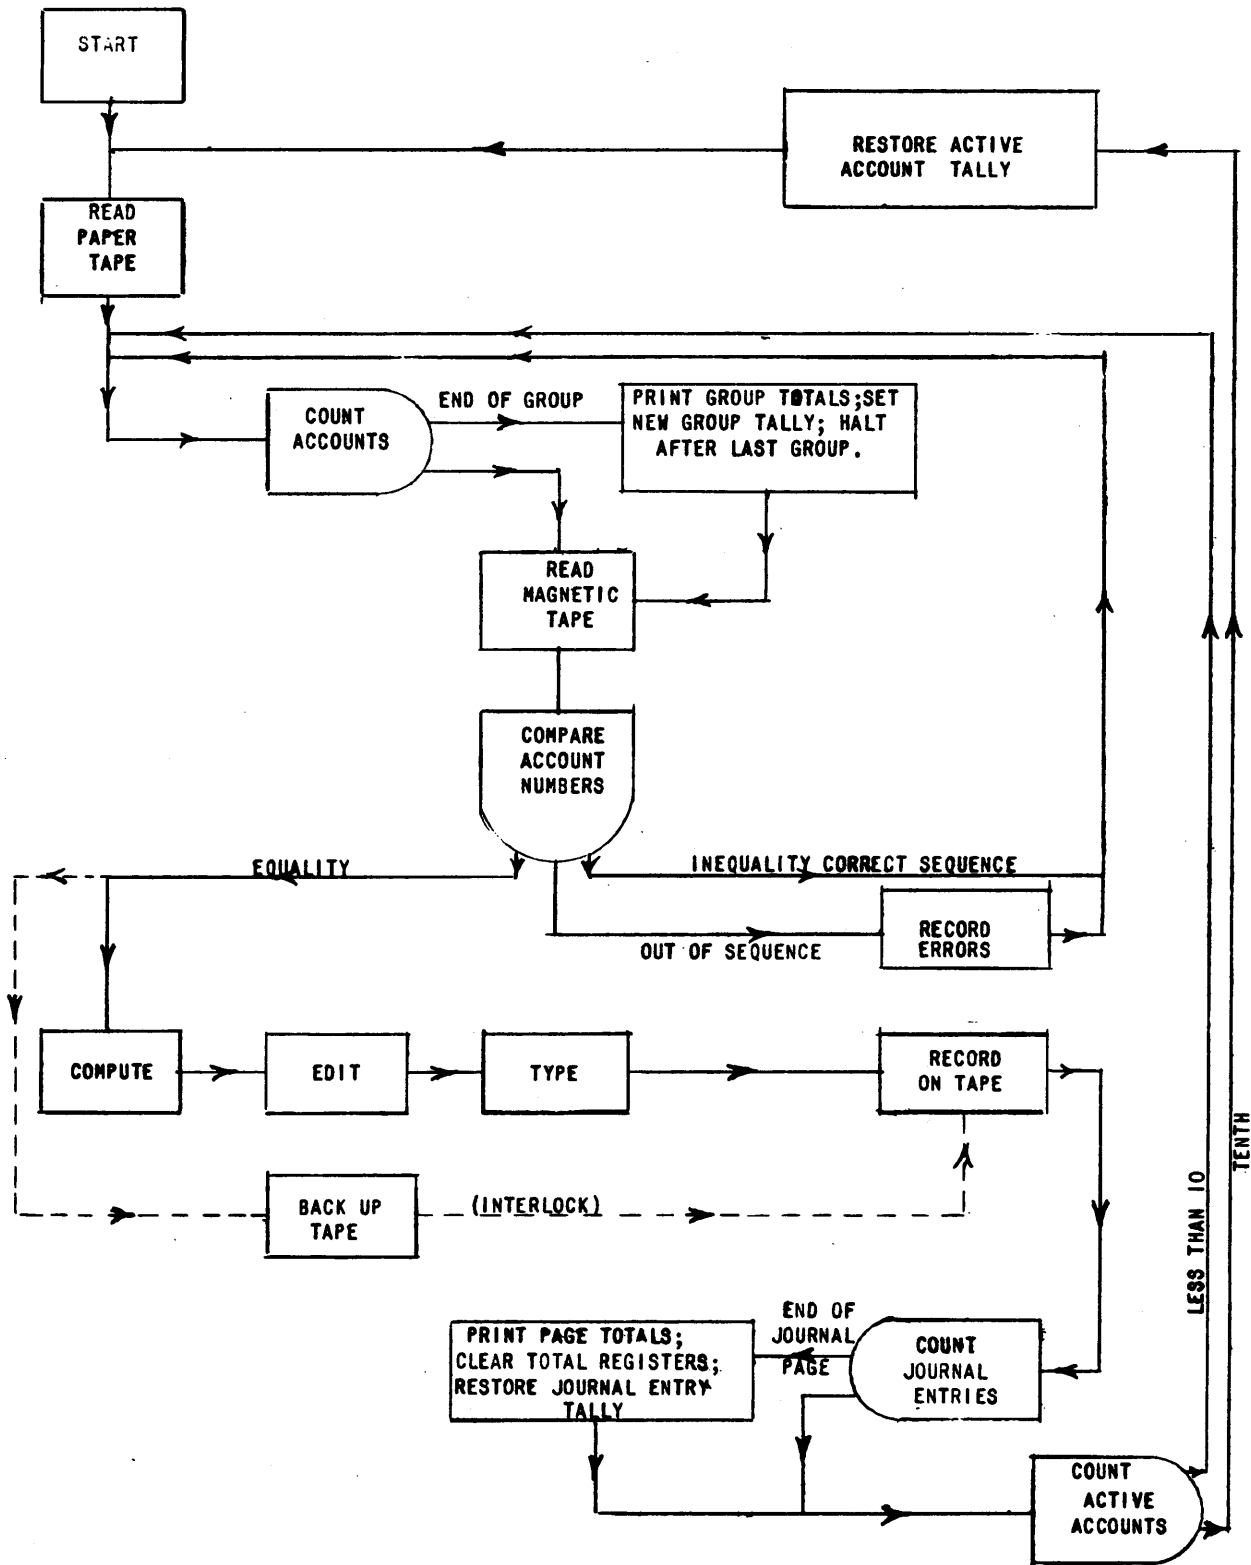 START
RESTORE ACTIVE
ACCOUNT TALLY
READ
PAPER
TAPE
COUNT
ACCOUNTS
END OF GROUP
PRINT GROUP TOTALS;SET
NEW GROUP TALLY; HALT
AFTER LAST GROUP.
READ
MAGNETIC
TAPE
COMPARE
ACCOUNT
NUMBERS
EQUALITY
INEQUALITY CORRECT SEQUENCE
OUT OF SEQUENCE
RECORD
ERRORS
COMPUTE
EDIT
TYPE
RECORD
ON TAPE
BACK UP
TAPE
(INTERLOCK)
TENTH
LESS THAN 10
PRINT PAGE TOTALS;
CLEAR TOTAL REGISTERS;
RESTORE JOURNAL ENTRY
TALLY
END OF
JOURNAL
PAGE
COUNT
JOURNAL
ENTRIES
COUNT
ACTIVE
ACCOUNTS